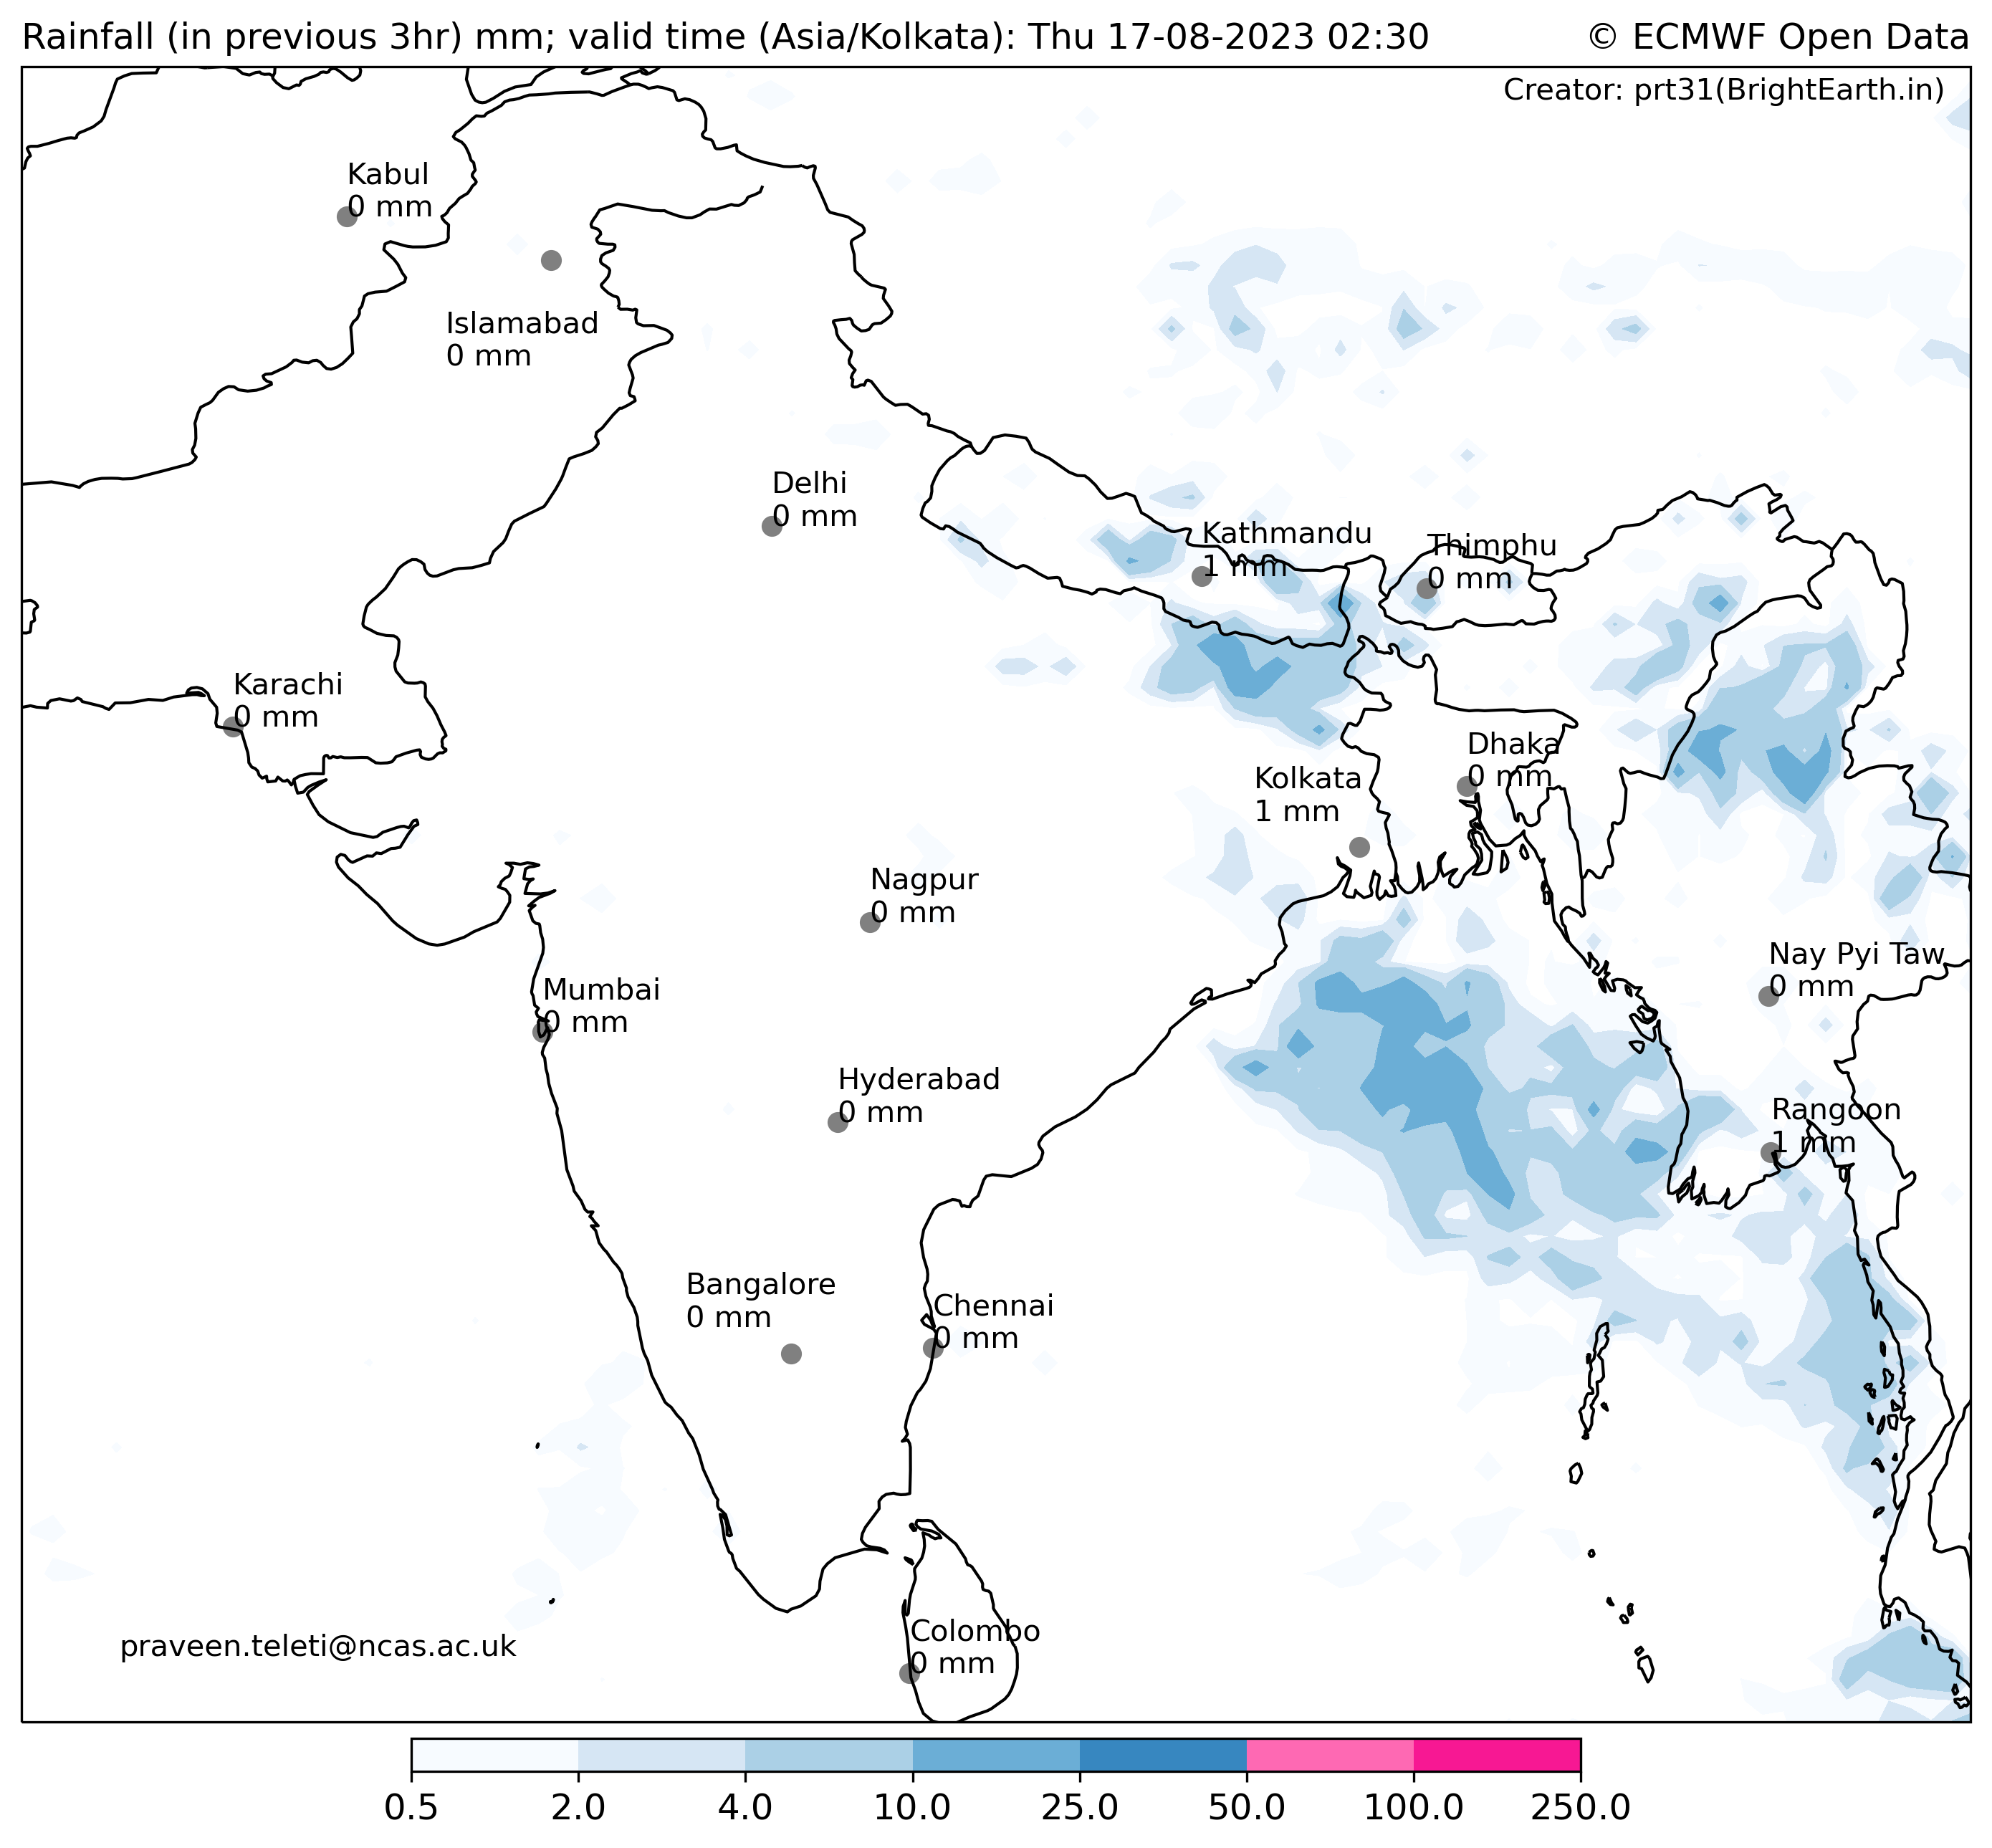 Rainfall (in previous 3hr) mm; valid time (Asia/Kolkata): Thu 17-08-2023 02:30
© ECMWF Open Data
Creator: prt31(BrightEarth.in)
Kabul
0 mm
Islamabad
0 mm
Delhi
0 mm
Kathmandu
1 mm
Thimphu
0 mm
Karachi
0 mm
Dhaka
0 mm
Kolkata
1 mm
Nagpur
0 mm
Nay Pyi Taw
0 mm
Mumbai
0 mm
Hyderabad
0 mm
Rangoon
1 mm
Bangalore
0 mm
Chennai
0 mm
Colombo
0 mm
praveen.teleti@ncas.ac.uk
0.5 2.0 4.0 10.0 25.0 50.0 100.0 250.0